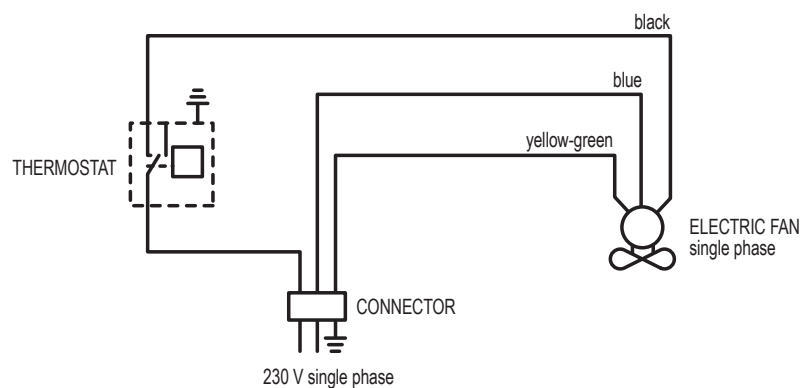 black
blue
yellow-green
THERMOSTAT
ELECTRIC FAN
single phase
CONNECTOR
230 V single phase